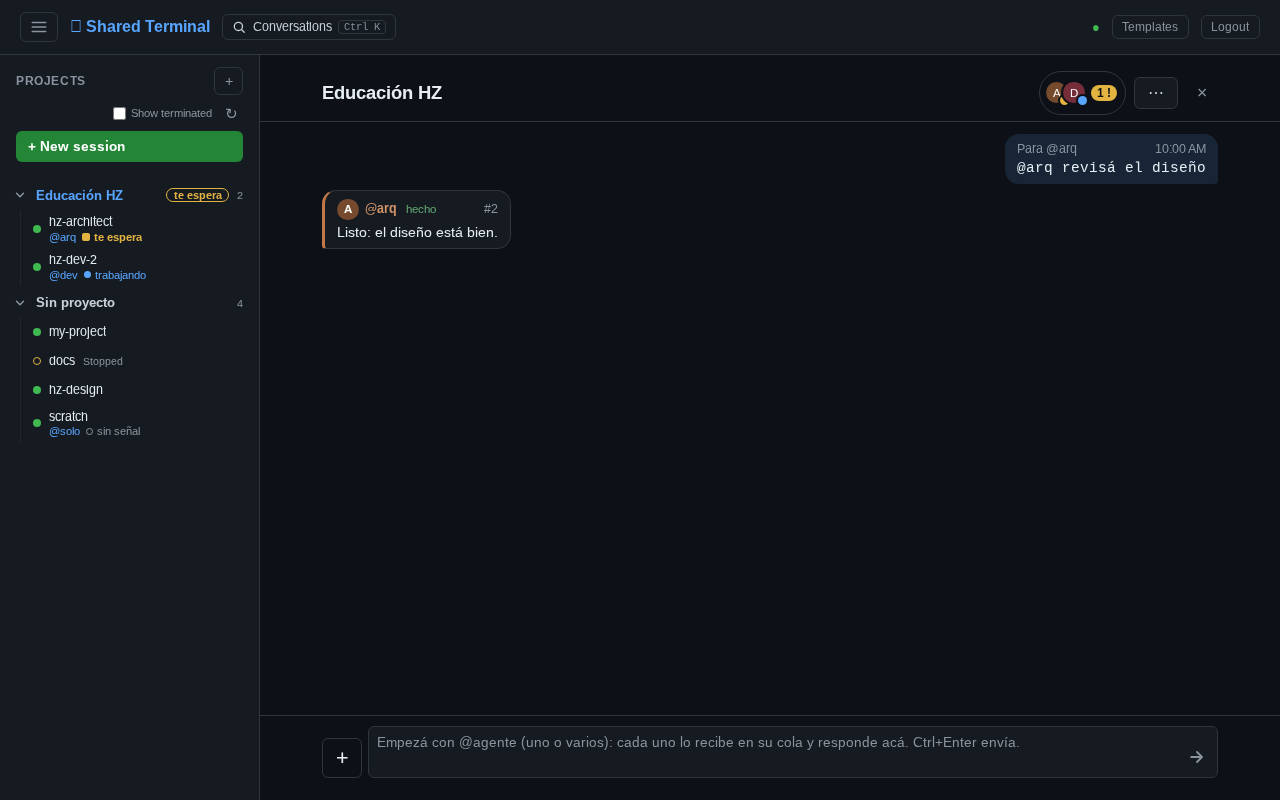 Shared Terminal
Conversations Ctrl K
Templates
Logout
PROJECTS
+
Show terminated
+ New session
Educación HZ te espera 2
hz-architect
@arq te espera
hz-dev-2
@dev trabajando
Sin proyecto 4
my-project
docs Stopped
hz-design
scratch
@solo sin señal
Educación HZ
A D 1 !
⋯ ×
Para @arq 10:00 AM
@arq revisá el diseño
A @arq hecho #2
Listo: el diseño está bien.
+
Empezá con @agente (uno o varios): cada uno lo recibe en su cola y responde acá. Ctrl+Enter envía.